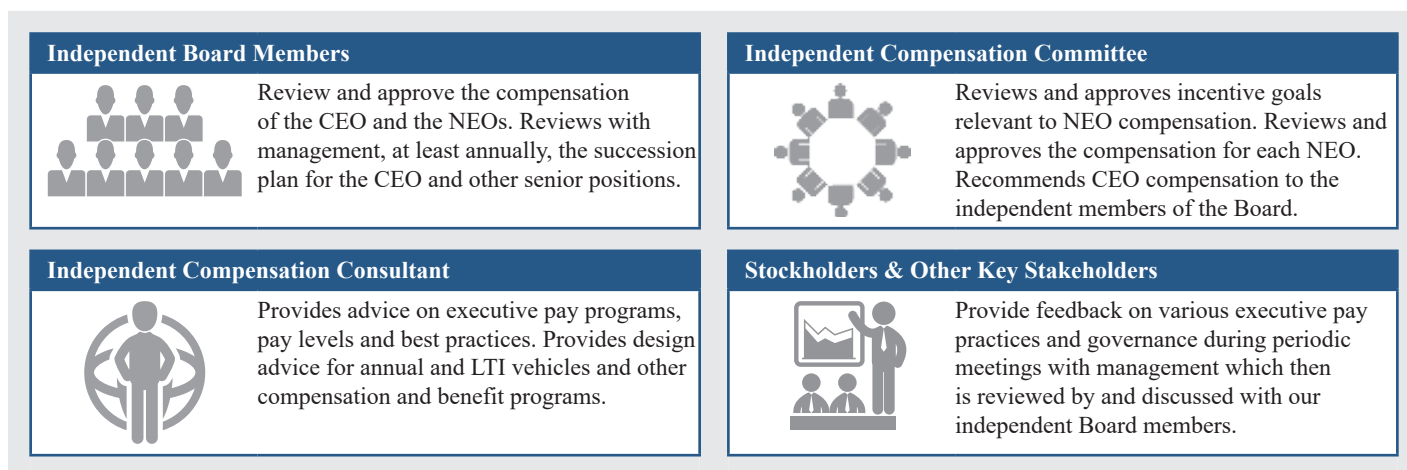 Independent Board Members
Review and approve the compensation
of the CEO and the NEOs. Reviews with
management, at least annually, the succession
plan for the CEO and other senior positions.
Independent Compensation Committee
Reviews and approves incentive goals
relevant to NEO compensation. Reviews and
approves the compensation for each NEO.
Recommends CEO compensation to the
independent members of the Board.
Independent Compensation Consultant
Provides advice on executive pay programs,
pay levels and best practices. Provides design
advice for annual and LTI vehicles and other
compensation and benefit programs.
Stockholders & Other Key Stakeholders
Provide feedback on various executive pay
practices and governance during periodic
meetings with management which then
is reviewed by and discussed with our
independent Board members.